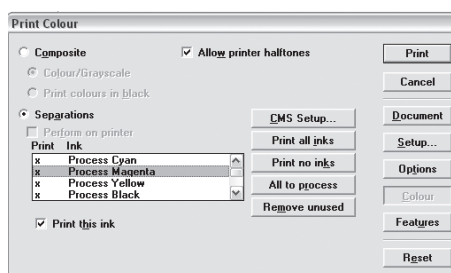 Print Colour
Composite
Allow printer halftones
Print
Colour/Grayscale
Print colours in black
Cancel
Separations
CMS Setup...
Document
Perform on printer
Print Ink
Print all inks
Setup...
x Process Cyan
x Process Magenta
Print no inks
Options
x Process Yellow
x Process Black
All to process
Colour
Remove unused
Print this ink
Features
Reset